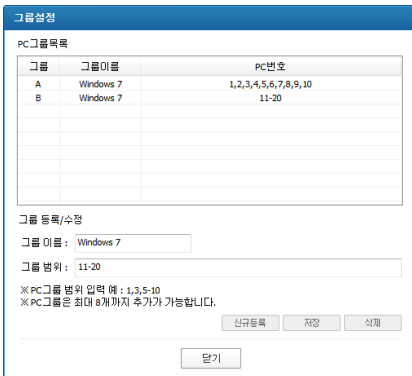 그룹설정
PC그룹목록
그룹 그룹이름 PC번호
A Windows 7 1,2,3,4,5,6,7,8,9,10
B Windows 7 11-20
그룹 등록/수정
그룹 이름 : Windows 7
그룹 범위 : 11-20
※ PC그룹 범위 입력 예 : 1,3,5-10
※ PC그룹은 최대 8개까지 추가가 가능합니다.
신규등록 저장 삭제
닫기